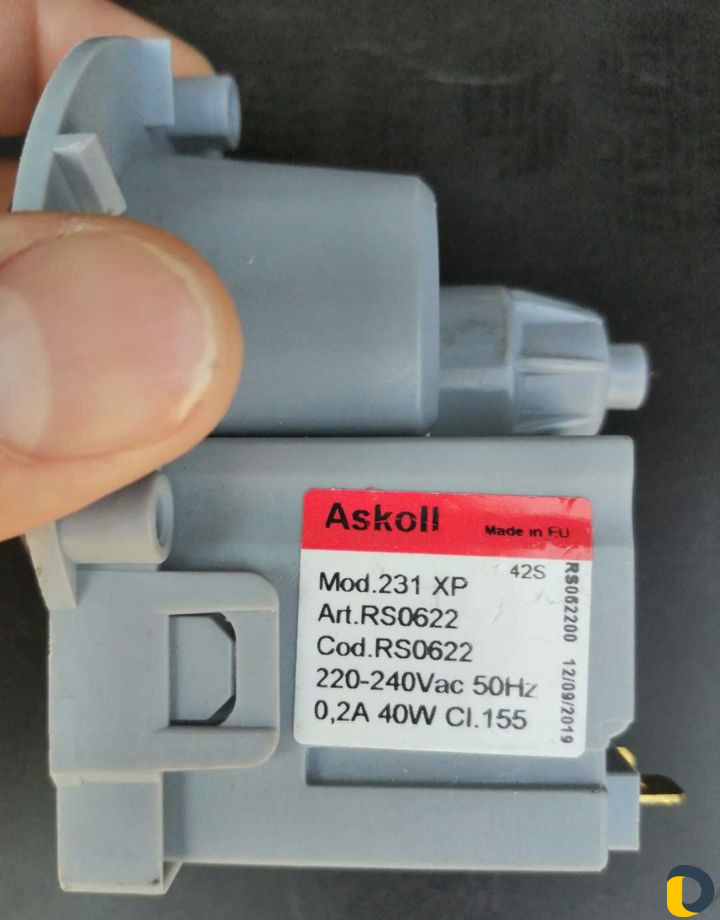 Askoll
Made in EU
42S
Mod.231 XP
Art.RS0622
Cod.RS0622
220-240Vac 50Hz
0,2A 40W Cl.155
RS062200 12/09/2019